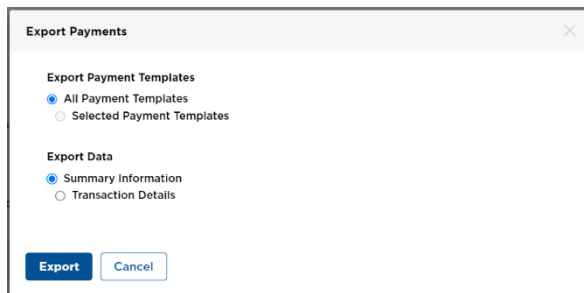 Export Payments
Export Payment Templates
All Payment Templates
Selected Payment Templates
Export Data
Summary Information
Transaction Details
Export Cancel